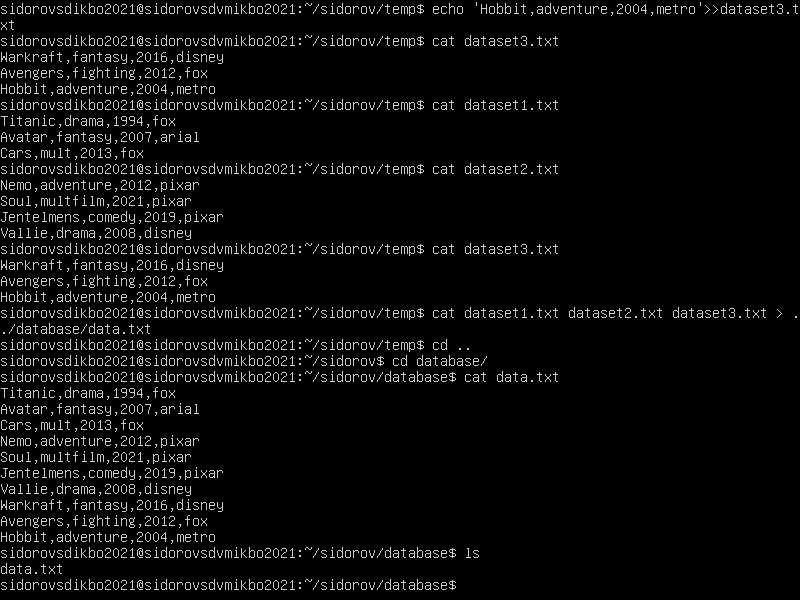 sidorovsdikbo2021@sidorovsdvmikbo2021:~/sidorov/temp$ echo 'Hobbit,adventure,2004,metro'>>dataset3.t
xt
sidorovsdikbo2021@sidorovsdvmikbo2021:~/sidorov/temp$ cat dataset3.txt
Warkraft,fantasy,2016,disney
Avengers,fighting,2012,fox
Hobbit,adventure,2004,metro
sidorovsdikbo2021@sidorovsdvmikbo2021:~/sidorov/temp$ cat dataset1.txt
Titanic,drama,1994,fox
Avatar,fantasy,2007,arial
Cars,mult,2013,fox
sidorovsdikbo2021@sidorovsdvmikbo2021:~/sidorov/temp$ cat dataset2.txt
Nemo,adventure,2012,pixar
Soul,multfilm,2021,pixar
Jentelmens,comedy,2019,pixar
Vallie,drama,2008,disney
sidorovsdikbo2021@sidorovsdvmikbo2021:~/sidorov/temp$ cat dataset3.txt
Warkraft,fantasy,2016,disney
Avengers,fighting,2012,fox
Hobbit,adventure,2004,metro
sidorovsdikbo2021@sidorovsdvmikbo2021:~/sidorov/temp$ cat dataset1.txt dataset2.txt dataset3.txt > .
./database/data.txt
sidorovsdikbo2021@sidorovsdvmikbo2021:~/sidorov/temp$ cd ..
sidorovsdikbo2021@sidorovsdvmikbo2021:~/sidorov$ cd database/
sidorovsdikbo2021@sidorovsdvmikbo2021:~/sidorov/database$ cat data.txt
Titanic,drama,1994,fox
Avatar,fantasy,2007,arial
Cars,mult,2013,fox
Nemo,adventure,2012,pixar
Soul,multfilm,2021,pixar
Jentelmens,comedy,2019,pixar
Vallie,drama,2008,disney
Warkraft,fantasy,2016,disney
Avengers,fighting,2012,fox
Hobbit,adventure,2004,metro
sidorovsdikbo2021@sidorovsdvmikbo2021:~/sidorov/database$ ls
data.txt
sidorovsdikbo2021@sidorovsdvmikbo2021:~/sidorov/database$